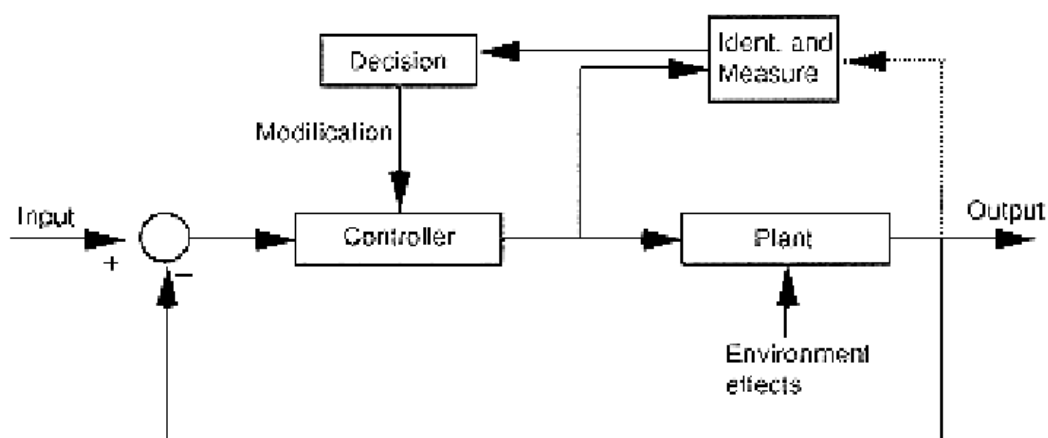 Ident. and
Measure
Decision
Modification
Input
Output
Controller
Plant
+
−
Environment
effects